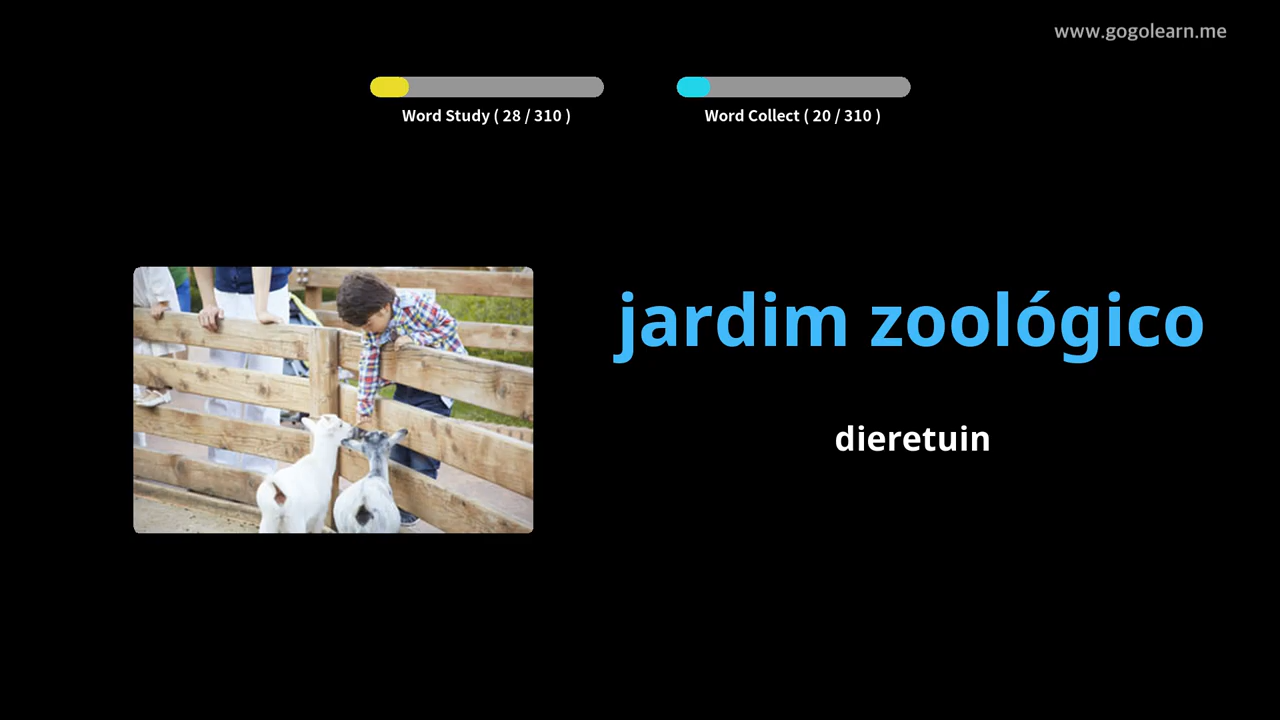 www.gogolearn.me
Word Study ( 28 / 310 )
Word Collect ( 20 / 310 )
jardim zoológico
dieretuin